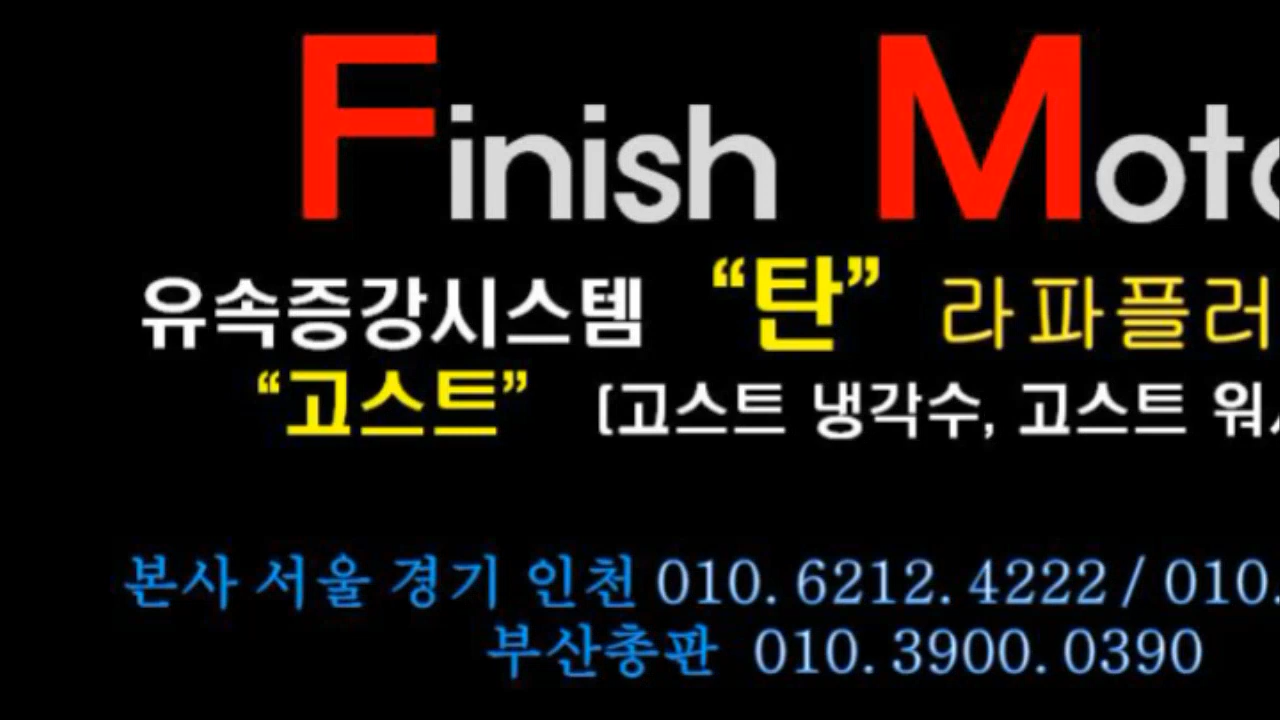 Finish Moto
유속증강시스템 “탄” 라파플러
“고스트” (고스트 냉각수, 고스트 워
본사 서울 경기 인천 010. 6212. 4222 / 010.
부산총판 010. 3900. 0390